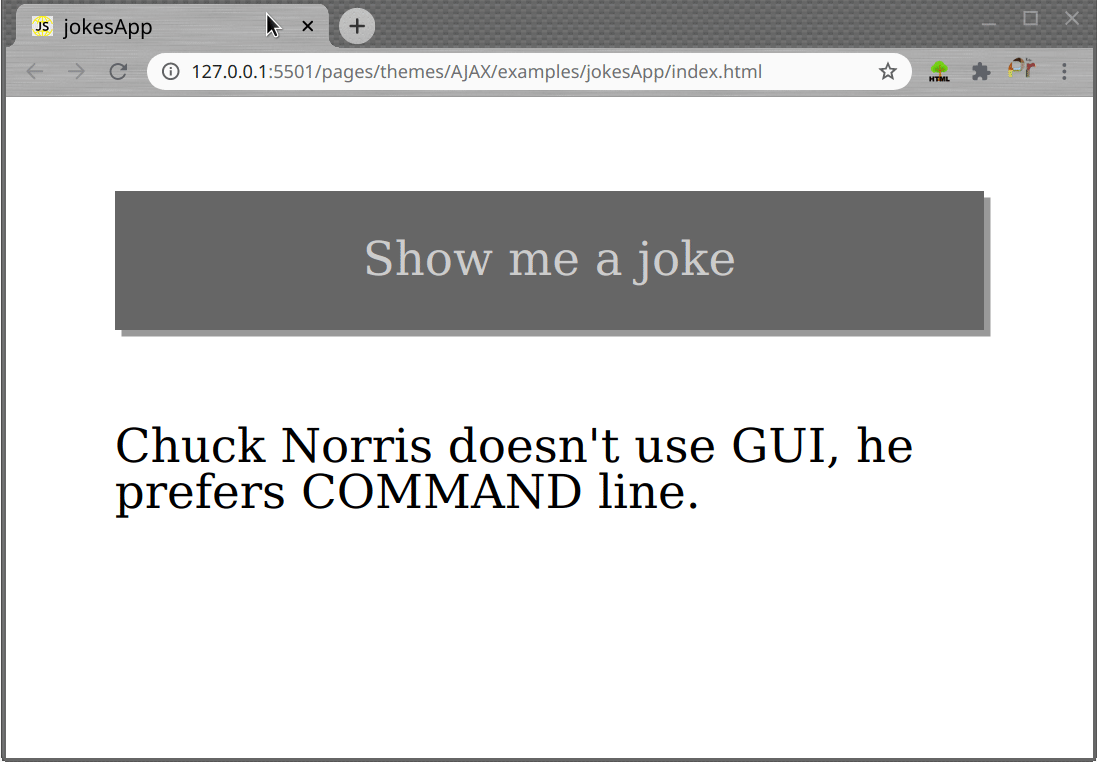 JS jokesApp
127.0.0.1:5501/pages/themes/AJAX/examples/jokesApp/index.html
HTML
Show me a joke
Chuck Norris doesn't use GUI, he
prefers COMMAND line.